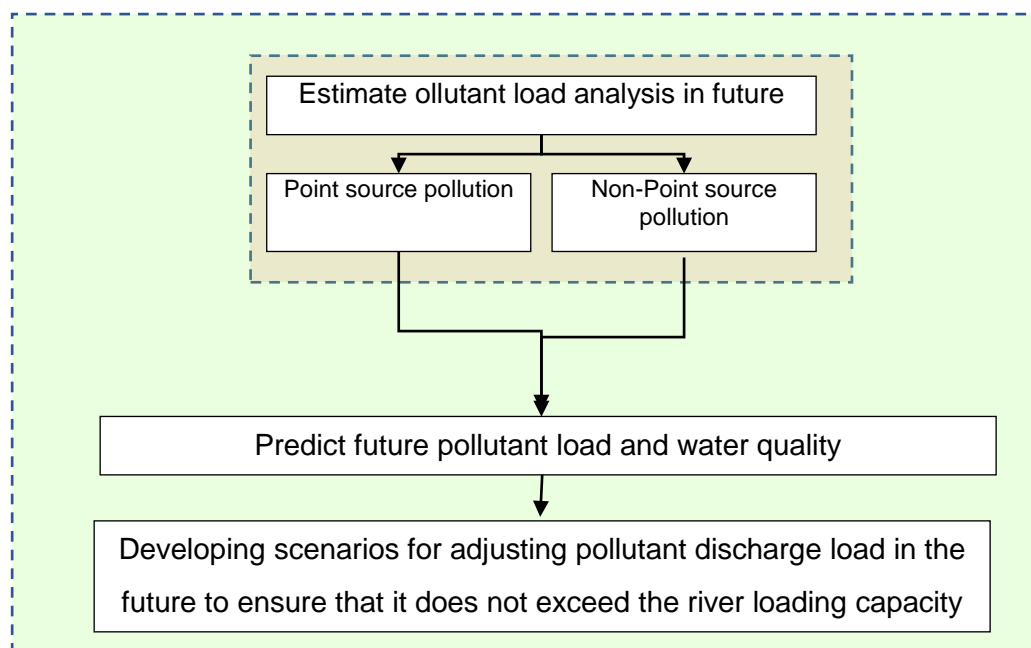 Estimate ollutant load analysis in future
Point source pollution
Non-Point source
pollution
Predict future pollutant load and water quality
Developing scenarios for adjusting pollutant discharge load in the
future to ensure that it does not exceed the river loading capacity